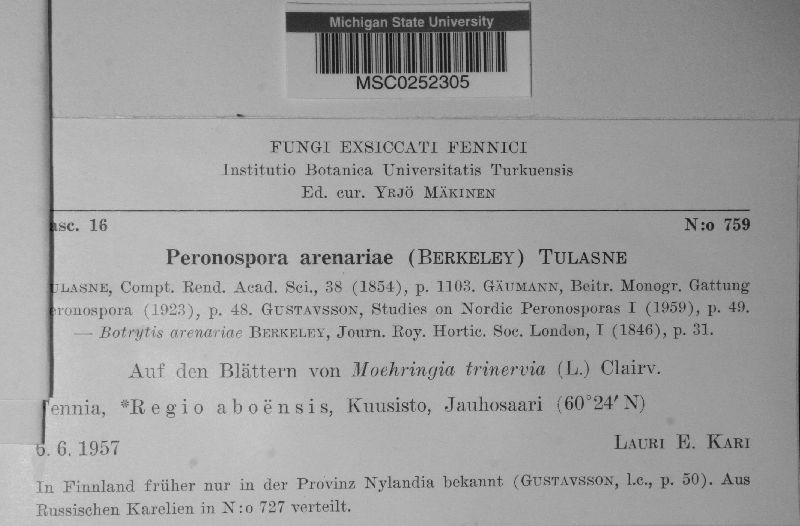 Michigan State University
MSC0252305
FUNGI EXSICCATI FENNICI
Institutio Botanica Universitatis Turkuensis
Ed. cur. YRJÖ MÄKINEN
asc. 16 N:o 759
Peronospora arenariae (BERKELEY) TULASNE
ULASNE, Compt. Rend. Acad. Sci., 38 (1854), p. 1103. GÄUMANN, Beitr. Monogr. Gattung
eronospora (1923), p. 48. GUSTAVSSON, Studies on Nordic Peronosporas I (1959), p. 49.
— Botrytis arenariae BERKELEY, Journ. Roy. Hortic. Soc. London, I (1846), p. 31.
Auf den Blättern von Moehringia trinervia (L.) Clairv.
Fennia, *Regio aboënsis, Kuusisto, Jauhosaari (60°24′ N)
6. 6. 1957 LAURI E. KARI
In Finnland früher nur in der Provinz Nylandia bekannt (GUSTAVSSON, l.c., p. 50). Aus
Russischen Karelien in N:o 727 verteilt.